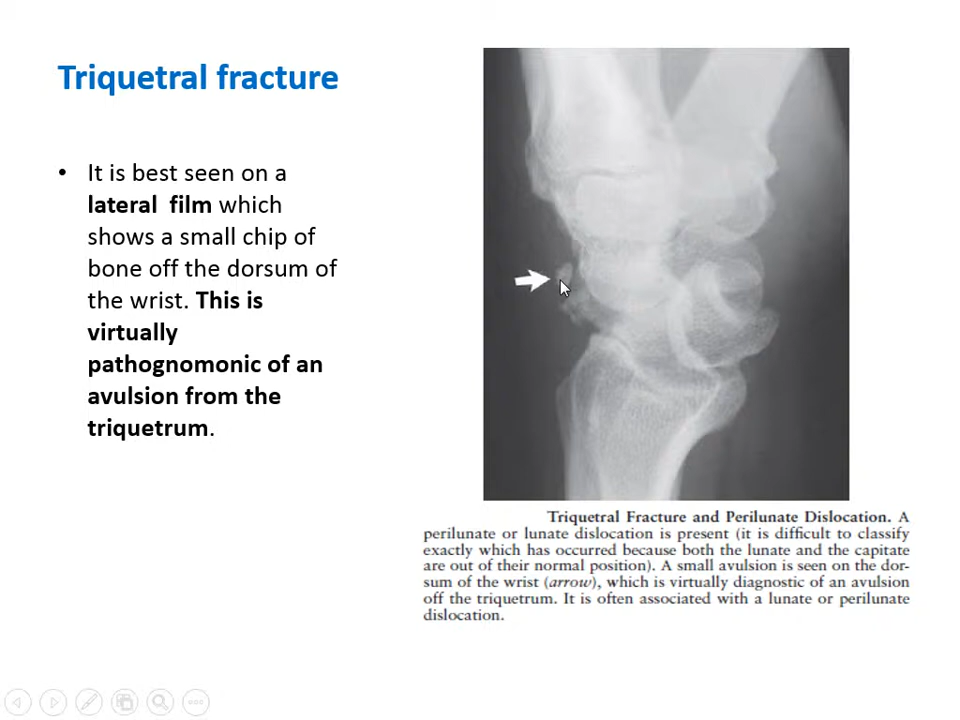 Triquetral fracture
• It is best seen on a
lateral film which
shows a small chip of
bone off the dorsum of
the wrist. This is
virtually
pathognomonic of an
avulsion from the
triquetrum.
Triquetral Fracture and Perilunate Dislocation. A
perilunate or lunate dislocation is present (it is difficult to classify
exactly which has occurred because both the lunate and the capitate
are out of their normal position). A small avulsion is seen on the dor-
sum of the wrist (arrow), which is virtually diagnostic of an avulsion
off the triquetrum. It is often associated with a lunate or perilunate
dislocation.